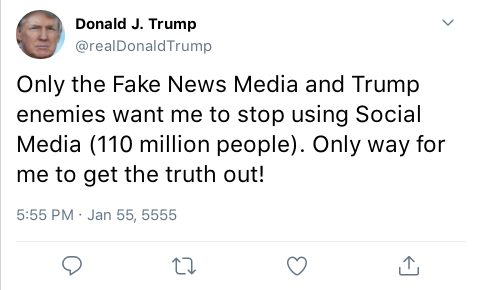 Donald J. Trump
@realDonaldTrump
Only the Fake News Media and Trump
enemies want me to stop using Social
Media (110 million people). Only way for
me to get the truth out!
5:55 PM · Jan 55, 5555